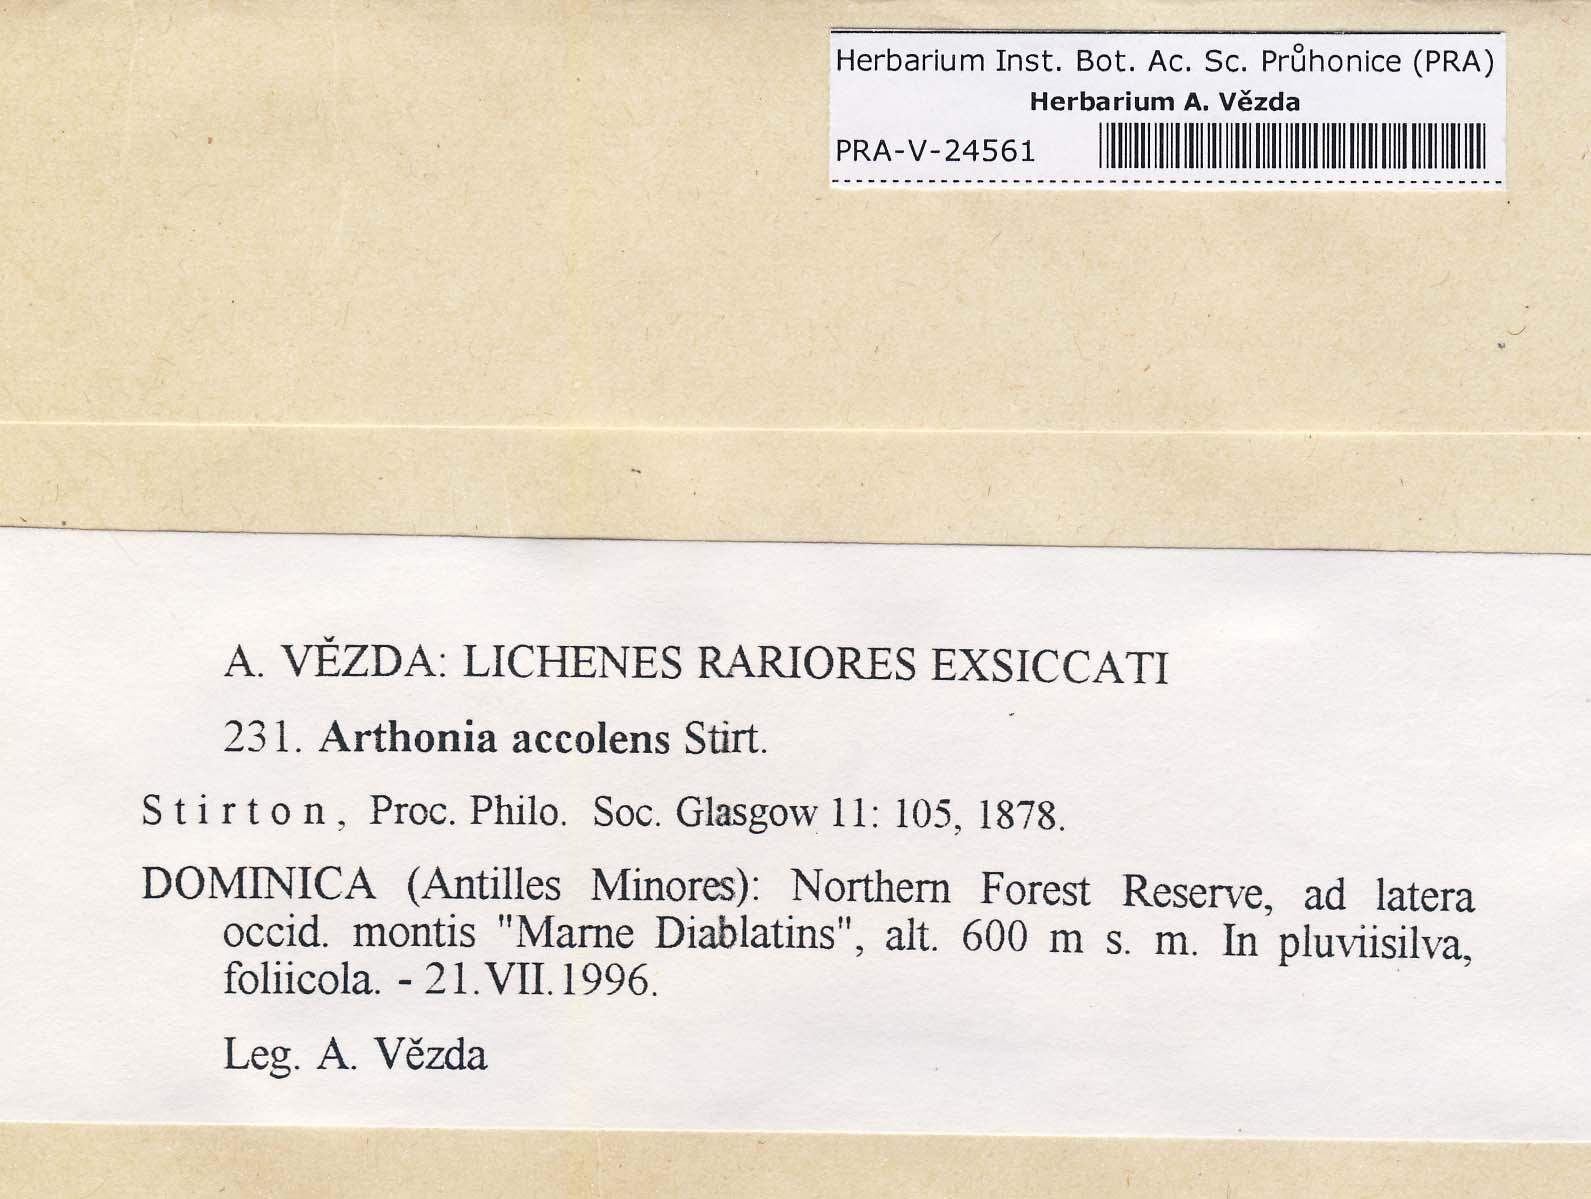 Herbarium Inst. Bot. Ac. Sc. Průhonice (PRA)
Herbarium A. Vězda
PRA-V-24561
A. VĚZDA: LICHENES RARIORES EXSICCATI
231. Arthonia accolens Stirt.
Stirton, Proc. Philo. Soc. Glasgow 11: 105, 1878.
DOMINICA (Antilles Minores): Northern Forest Reserve, ad latera
occid. montis "Marne Diablatins", alt. 600 m s. m. In pluviisilva,
foliicola. - 21.VII.1996.
Leg. A. Vězda